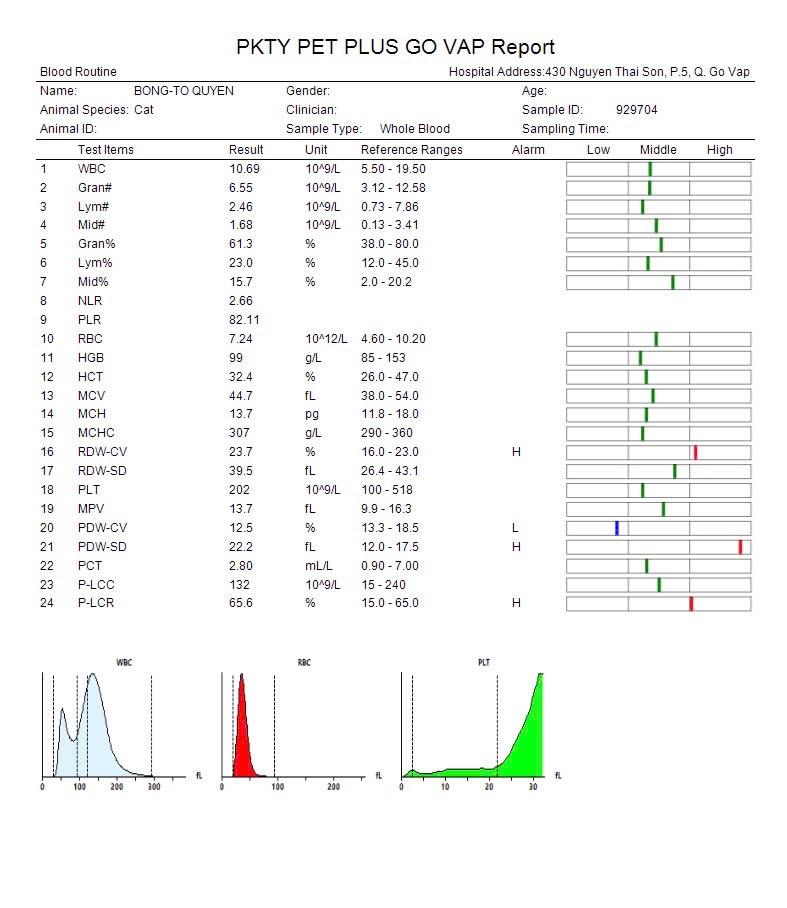 PKTY PET PLUS GO VAP Report
Blood Routine Hospital Address:430 Nguyen Thai Son, P.5, Q. Go Vap
Name: BONG-TO QUYEN Gender: Age:
Animal Species: Cat Clinician: Sample ID: 929704
Animal ID: Sample Type: Whole Blood Sampling Time:
Test Items Result Unit Reference Ranges Alarm Low Middle High
1 WBC 10.69 10^9/L 5.50 - 19.50
2 Gran# 6.55 10^9/L 3.12 - 12.58
3 Lym# 2.46 10^9/L 0.73 - 7.86
4 Mid# 1.68 10^9/L 0.13 - 3.41
5 Gran% 61.3 % 38.0 - 80.0
6 Lym% 23.0 % 12.0 - 45.0
7 Mid% 15.7 % 2.0 - 20.2
8 NLR 2.66
9 PLR 82.11
10 RBC 7.24 10^12/L 4.60 - 10.20
11 HGB 99 g/L 85 - 153
12 HCT 32.4 % 26.0 - 47.0
13 MCV 44.7 fL 38.0 - 54.0
14 MCH 13.7 pg 11.8 - 18.0
15 MCHC 307 g/L 290 - 360
16 RDW-CV 23.7 % 16.0 - 23.0 H
17 RDW-SD 39.5 fL 26.4 - 43.1
18 PLT 202 10^9/L 100 - 518
19 MPV 13.7 fL 9.9 - 16.3
20 PDW-CV 12.5 % 13.3 - 18.5 L
21 PDW-SD 22.2 fL 12.0 - 17.5 H
22 PCT 2.80 mL/L 0.90 - 7.00
23 P-LCC 132 10^9/L 15 - 240
24 P-LCR 65.6 % 15.0 - 65.0 H
WBC RBC PLT
0 100 200 300 fL 0 100 200 fL 0 10 20 30 fL